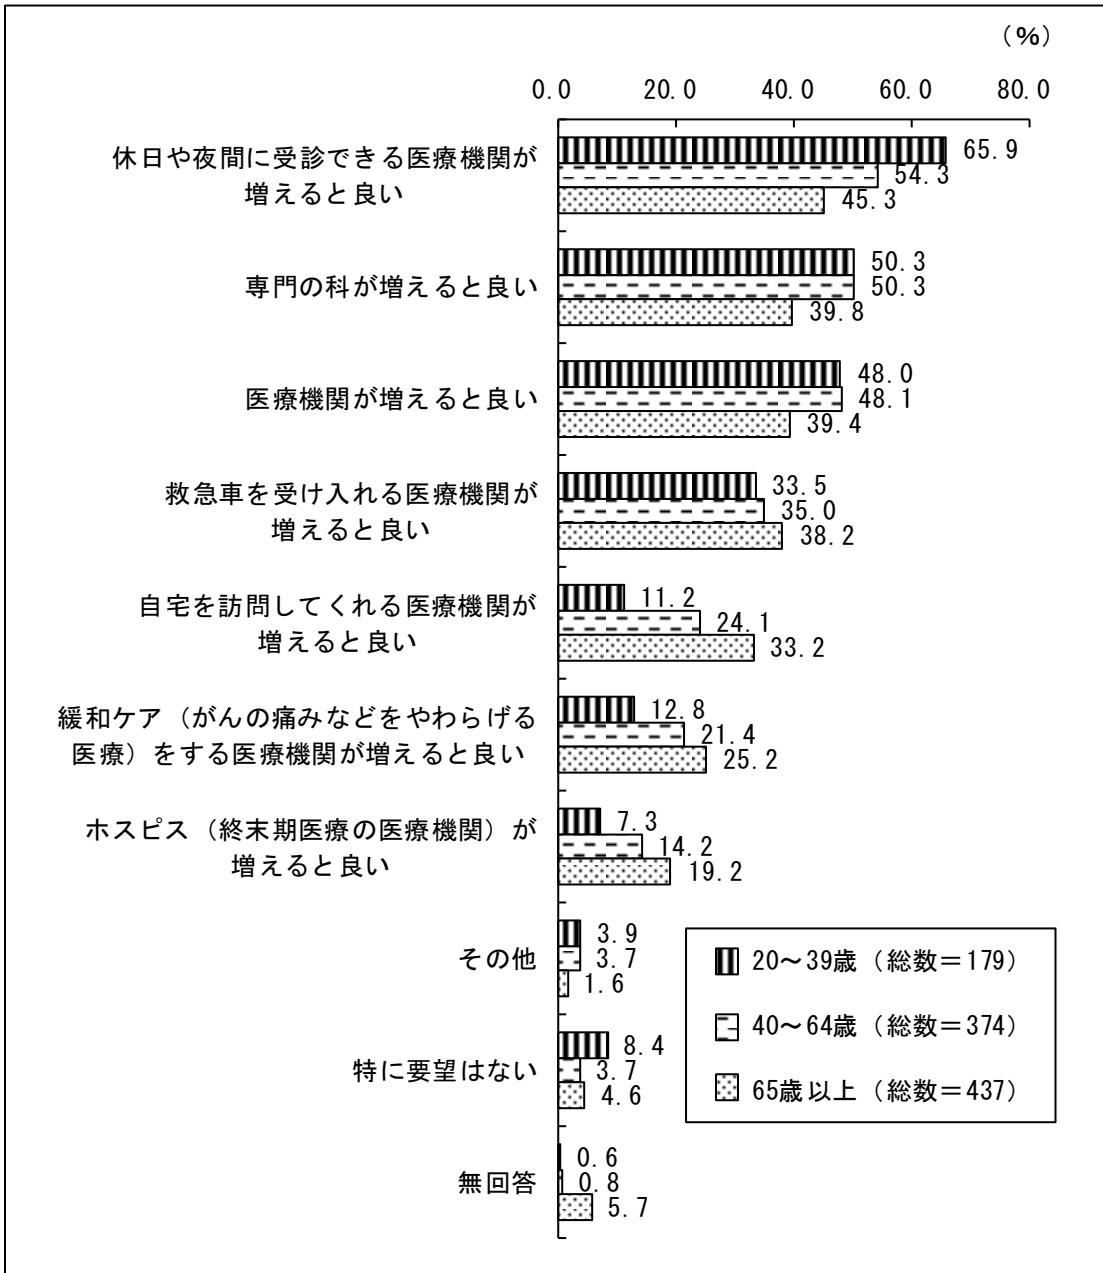 （%）
0.0 20.0 40.0 60.0 80.0
休日や夜間に受診できる医療機関が
増えると良い
65.9
54.3
45.3
専門の科が増えると良い
50.3
50.3
39.8
医療機関が増えると良い
48.0
48.1
39.4
救急車を受け入れる医療機関が
増えると良い
33.5
35.0
38.2
自宅を訪問してくれる医療機関が
増えると良い
11.2
24.1
33.2
緩和ケア（がんの痛みなどをやわらげる
医療）をする医療機関が増えると良い
12.8
21.4
25.2
ホスピス（終末期医療の医療機関）が
増えると良い
7.3
14.2
19.2
その他
3.9
3.7
1.6
特に要望はない
8.4
3.7
4.6
無回答
0.6
0.8
5.7
20～39歳（総数＝179）
40～64歳（総数＝374）
65歳以上（総数＝437）